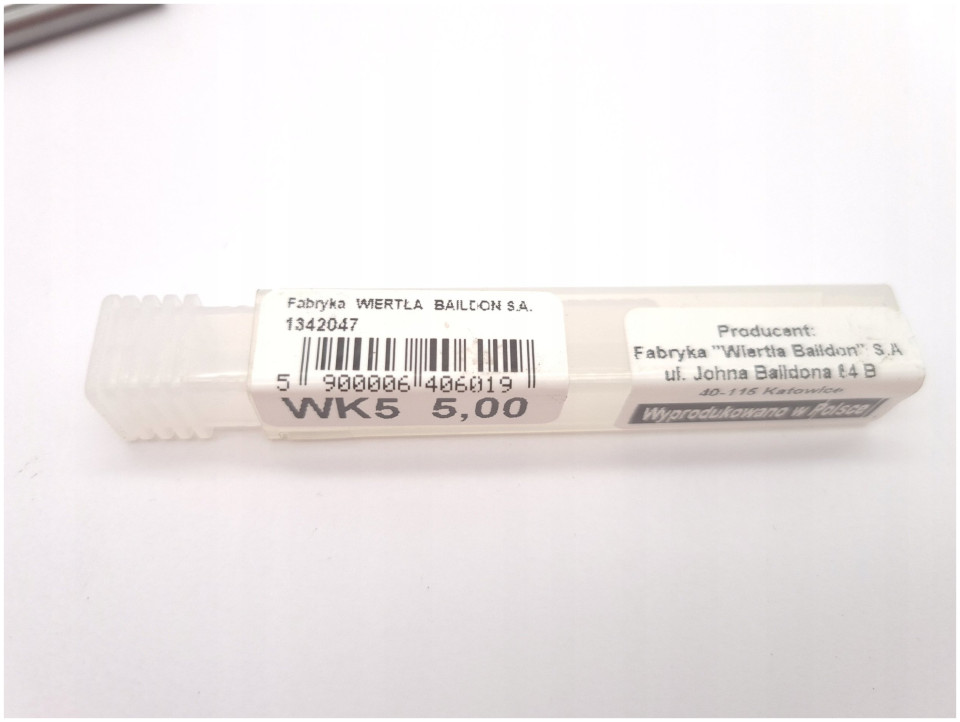 Fabryka WIERTŁA BAILDON S.A.
1342047
5 900006 406019
WK5 5,00
Producent:
Fabryka "Wiertła Baildon" S.A
ul. Johna Baildona 64 B
40-115 Katowice
Wyprodukowano w Polsce